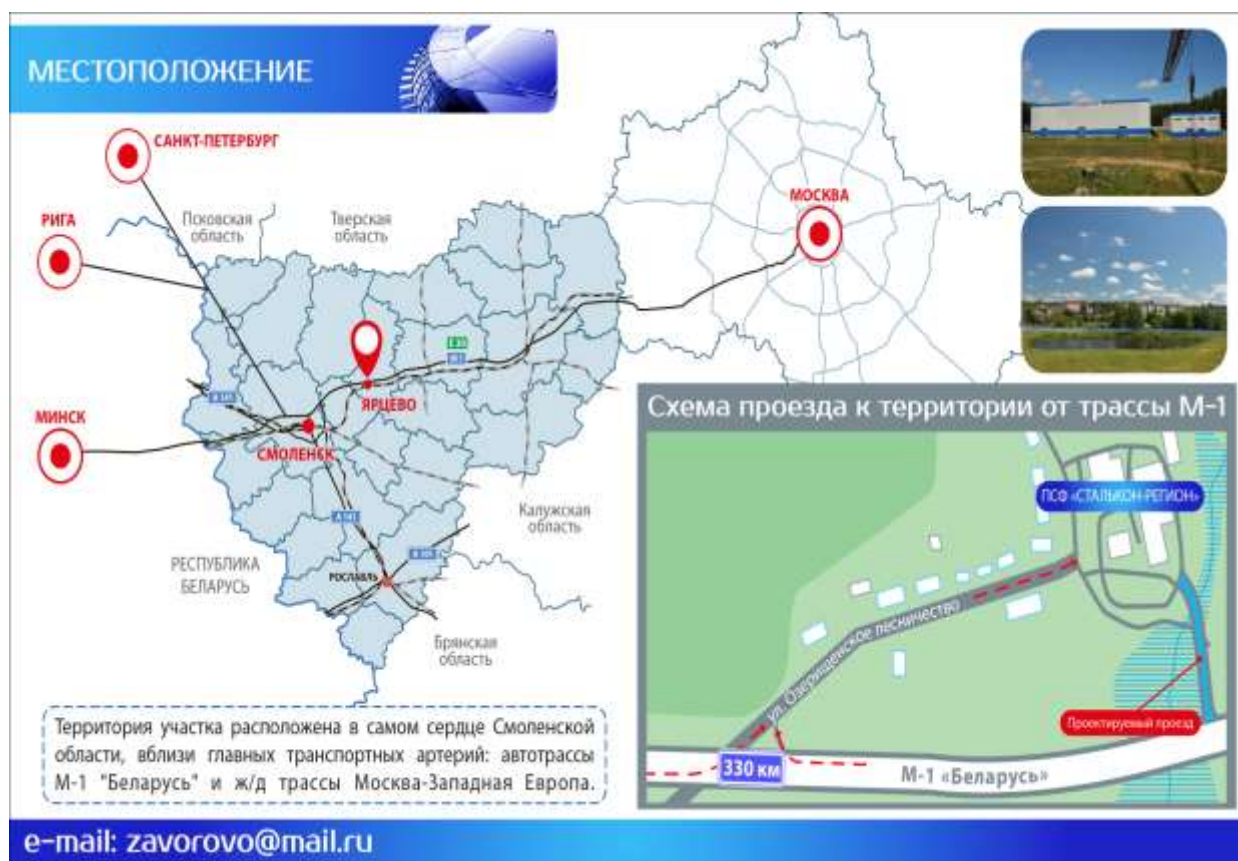 МЕСТОПОЛОЖЕНИЕ
САНКТ-ПЕТЕРБУРГ
РИГА
Псковская
область
Тверская
область
МОСКВА
МИНСК
ЯРЦЕВО
СМОЛЕНСК
Калужская
область
РЕСПУБЛИКА
БЕЛАРУСЬ
РОСЛАВЛЬ
Брянская
область
Территория участка расположена в самом сердце Смоленской
области, вблизи главных транспортных артерий: автотрассы
М-1 "Беларусь" и ж/д трассы Москва-Западная Европа.
Схема проезда к территории от трассы М-1
ПСФ «СТАЛЬКОН-РЕГИОН»
ул. Озерищенское лесничество
Проектируемый проезд
330 км
М-1 «Беларусь»
e-mail: zavorovo@mail.ru